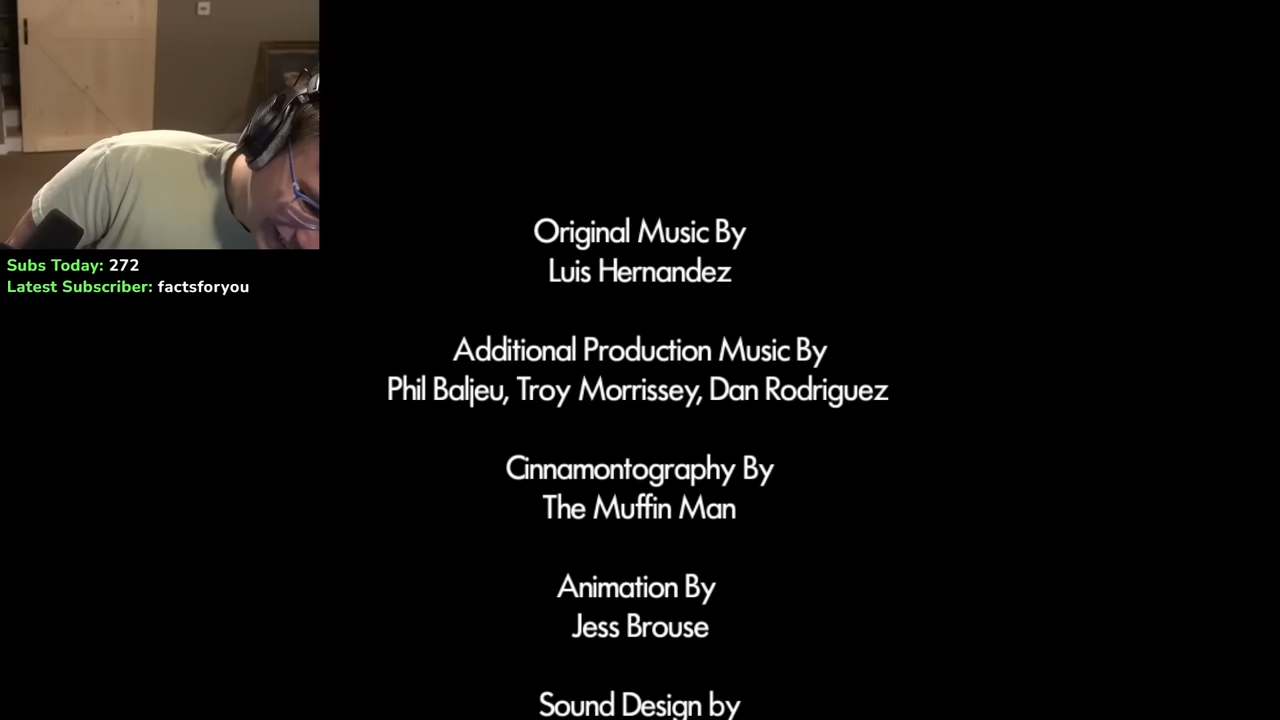 Subs Today: 272
Latest Subscriber: factsforyou
Original Music By
Luis Hernandez
Additional Production Music By
Phil Baljeu, Troy Morrissey, Dan Rodriguez
Cinnamontography By
The Muffin Man
Animation By
Jess Brouse
Sound Design by